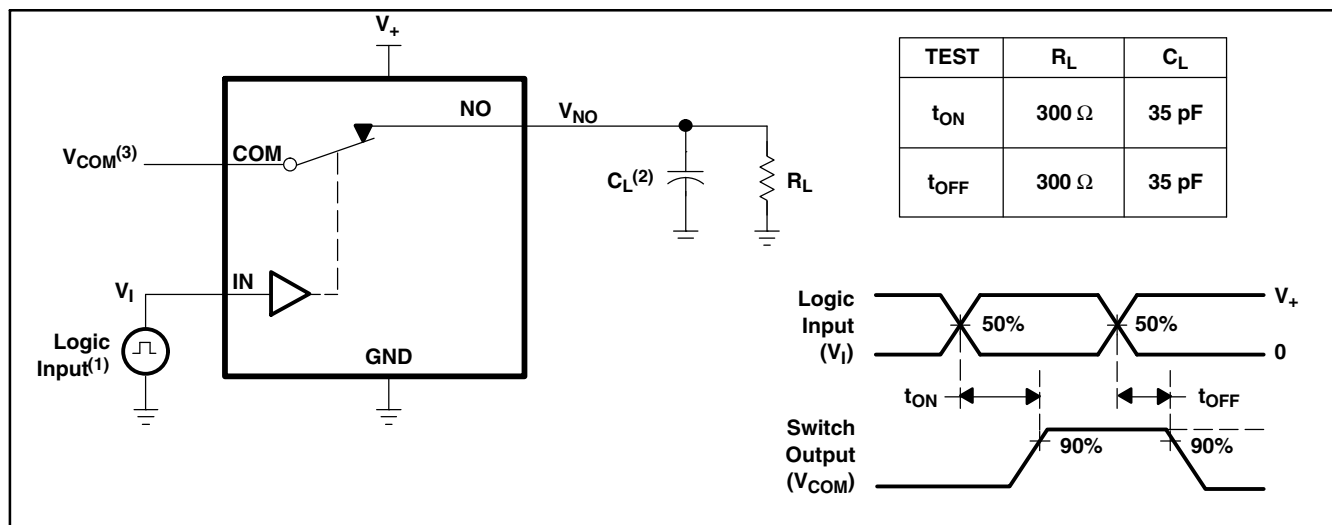 V+
NO
VNO
VCOM(3)
COM
CL(2)
RL
VI
IN
Logic
Input(1)
GND
TEST RL CL
tON 300 Ω 35 pF
tOFF 300 Ω 35 pF
Logic
Input
(VI)
50% 50%
V+
0
tON tOFF
Switch
Output
(VCOM)
90% 90%